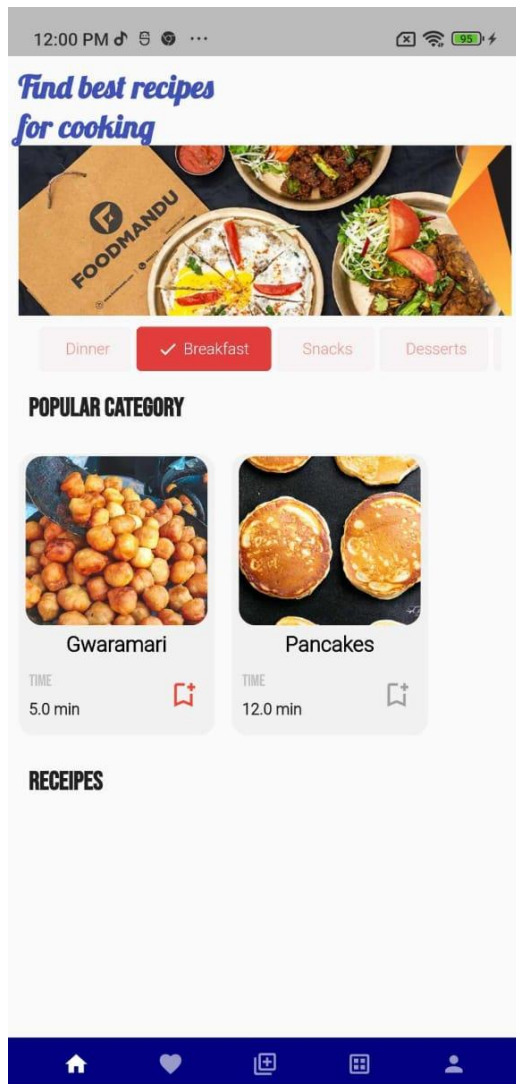 12:00 PM
95
Find best recipes
for cooking
FOODMANDU
Dinner
Breakfast
Snacks
Desserts
POPULAR CATEGORY
Gwaramari
Pancakes
TIME
TIME
5.0 min
12.0 min
RECEIPES